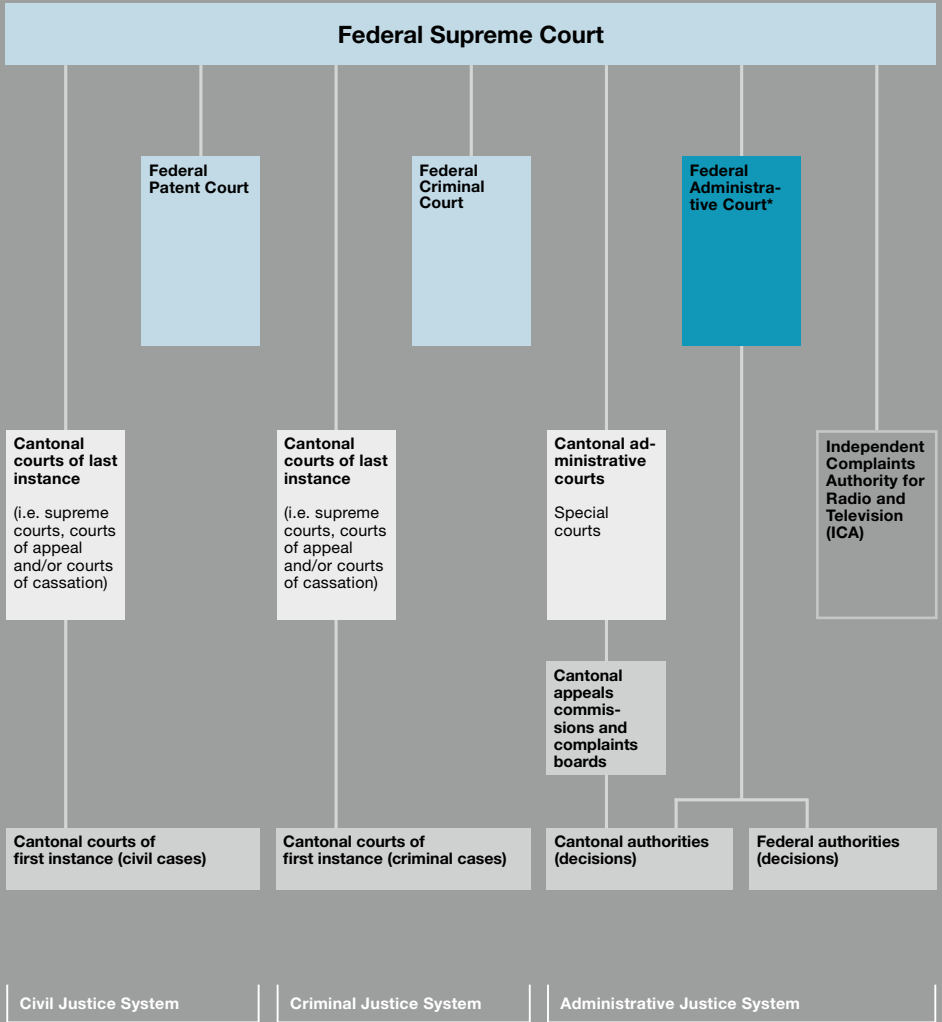 Federal Supreme Court
Federal
Patent Court
Federal
Criminal
Court
Federal
Administra-
tive Court*
Cantonal
courts of last
instance
(i.e. supreme
courts, courts
of appeal
and/or courts
of cassation)
Cantonal
courts of last
instance
(i.e. supreme
courts, courts
of appeal
and/or courts
of cassation)
Cantonal ad-
ministrative
courts
Special
courts
Independent
Complaints
Authority for
Radio and
Television
(ICA)
Cantonal
appeals
commis-
sions and
complaints
boards
Cantonal courts of
first instance (civil cases)
Cantonal courts of
first instance (criminal cases)
Cantonal authorities
(decisions)
Federal authorities
(decisions)
Civil Justice System
Criminal Justice System
Administrative Justice System